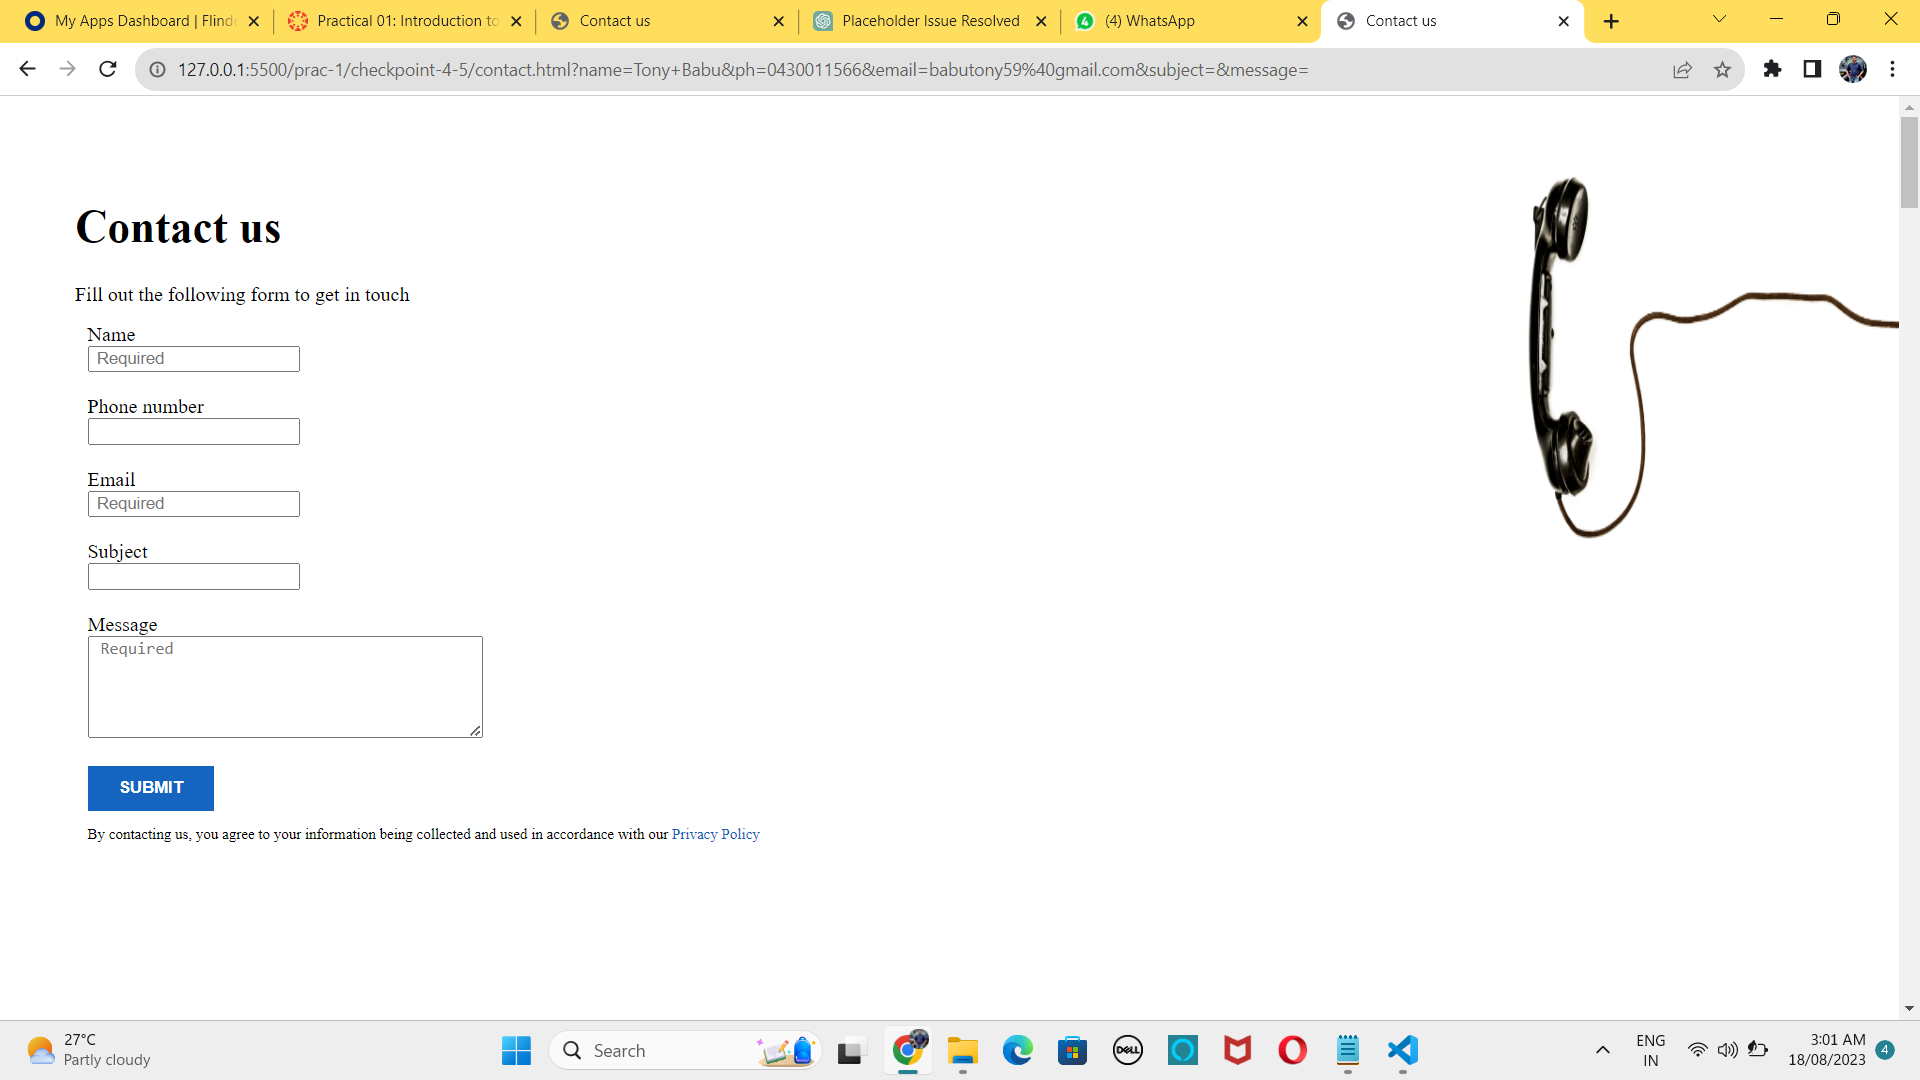 My Apps Dashboard | Flinde
Practical 01: Introduction to
Contact us
Placeholder Issue Resolved
4
(4) WhatsApp
Contact us
127.0.0.1:5500/prac-1/checkpoint-4-5/contact.html?name=Tony+Babu&ph=0430011566&email=babutony59%40gmail.com&subject=&message=
Contact us
Fill out the following form to get in touch
Name
Required
Phone number
Email
Required
Subject
Message
Required
SUBMIT
By contacting us, you agree to your information being collected and used in accordance with our Privacy Policy
27°C
Partly cloudy
Search
DELL
ENG
IN
3:01 AM
18/08/2023
4